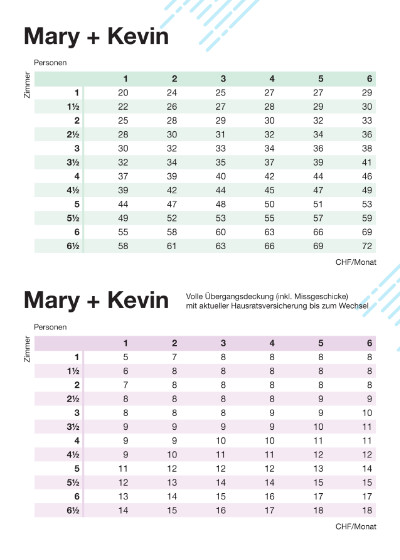 Mary + Kevin
Personen
Zimmer
1 2 3 4 5 6
1 20 24 25 27 27 29
1½ 22 26 27 28 29 30
2 25 28 29 30 32 33
2½ 28 30 31 32 34 36
3 30 32 33 34 36 38
3½ 32 34 35 37 39 41
4 37 39 40 42 44 46
4½ 39 42 44 45 47 49
5 44 47 48 50 51 53
5½ 49 52 53 55 57 59
6 55 58 60 63 66 69
6½ 58 61 63 66 69 72
CHF/Monat
Mary + Kevin
Volle Übergangsdeckung (inkl. Missgeschicke)
mit aktueller Hausratsversicherung bis zum Wechsel
Personen
Zimmer
1 2 3 4 5 6
1 5 7 8 8 8 8
1½ 6 8 8 8 8 8
2 7 8 8 8 8 8
2½ 8 8 8 8 9 9
3 8 8 8 9 9 10
3½ 9 9 9 9 10 11
4 9 9 10 10 11 11
4½ 9 10 11 11 12 12
5 11 12 12 12 13 14
5½ 12 13 14 14 15 15
6 13 14 15 16 17 17
6½ 14 15 16 17 18 18
CHF/Monat